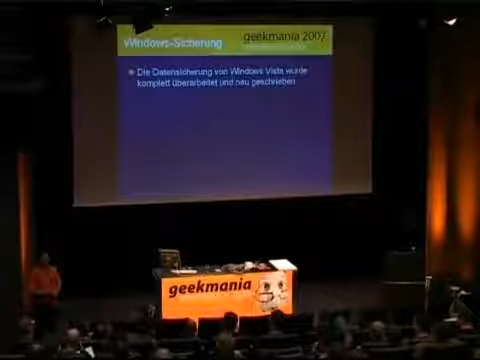 Windows-Sicherung
geekmania 2007
Die Datensicherung von Windows Vista wurde
komplett überarbeitet und neu geschrieben
geekmania